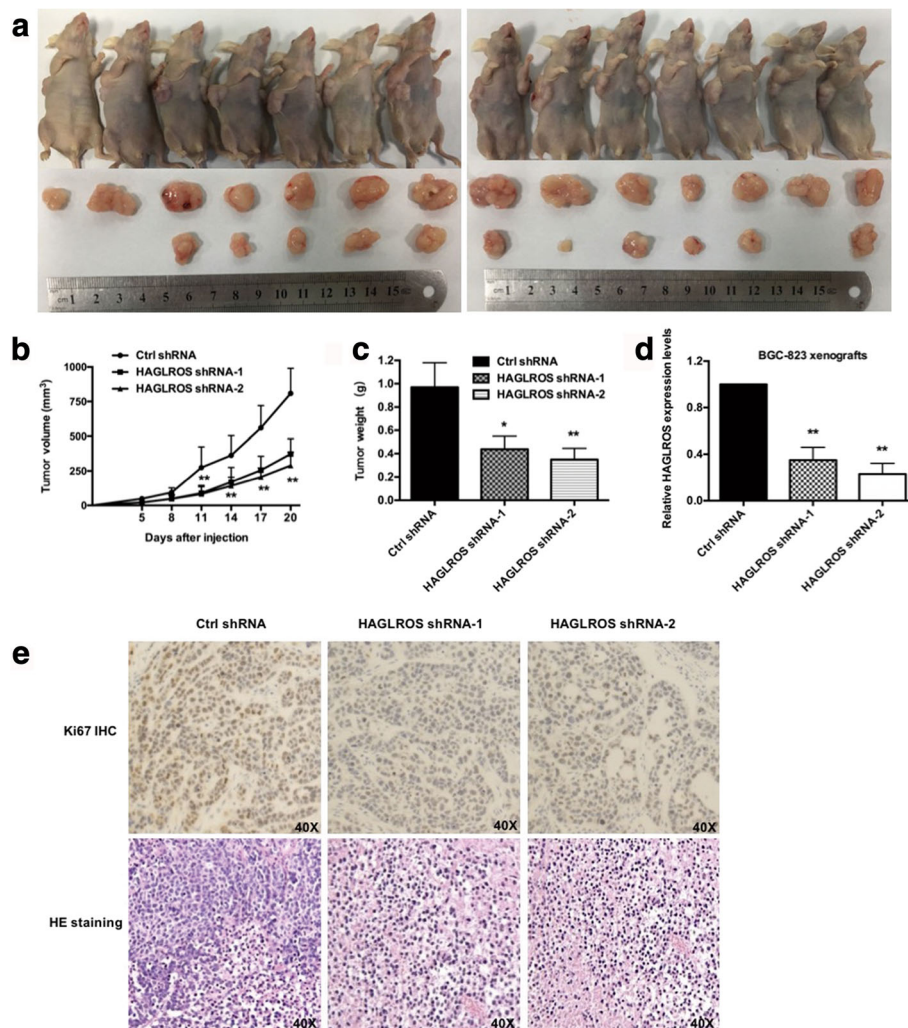 a
cm 1 2 3 4 5 6 7 8 9 10 11 12 13 14 15
cm 1 2 3 4 5 6 7 8 9 10 11 12 13 14 15
b
Ctrl shRNA
HAGLROS shRNA-1
HAGLROS shRNA-2
Tumor volume (mm³)
1000
750
500
250
0
** ** ** **
5 8 11 14 17 20
Days after injection
c
Ctrl shRNA
HAGLROS shRNA-1
HAGLROS shRNA-2
Tumor weight (g)
1.2
1.0
0.8
0.6
0.4
0.2
0.0
*
**
Ctrl shRNA
HAGLROS shRNA-1
HAGLROS shRNA-2
d
BGC-823 xenografts
Relative HAGLROS expression levels
1.2
0.8
0.4
0.0
**
**
Ctrl shRNA
HAGLROS shRNA-1
HAGLROS shRNA-2
e
Ctrl shRNA HAGLROS shRNA-1 HAGLROS shRNA-2
Ki67 IHC
40X 40X 40X
HE staining
40X 40X 40X